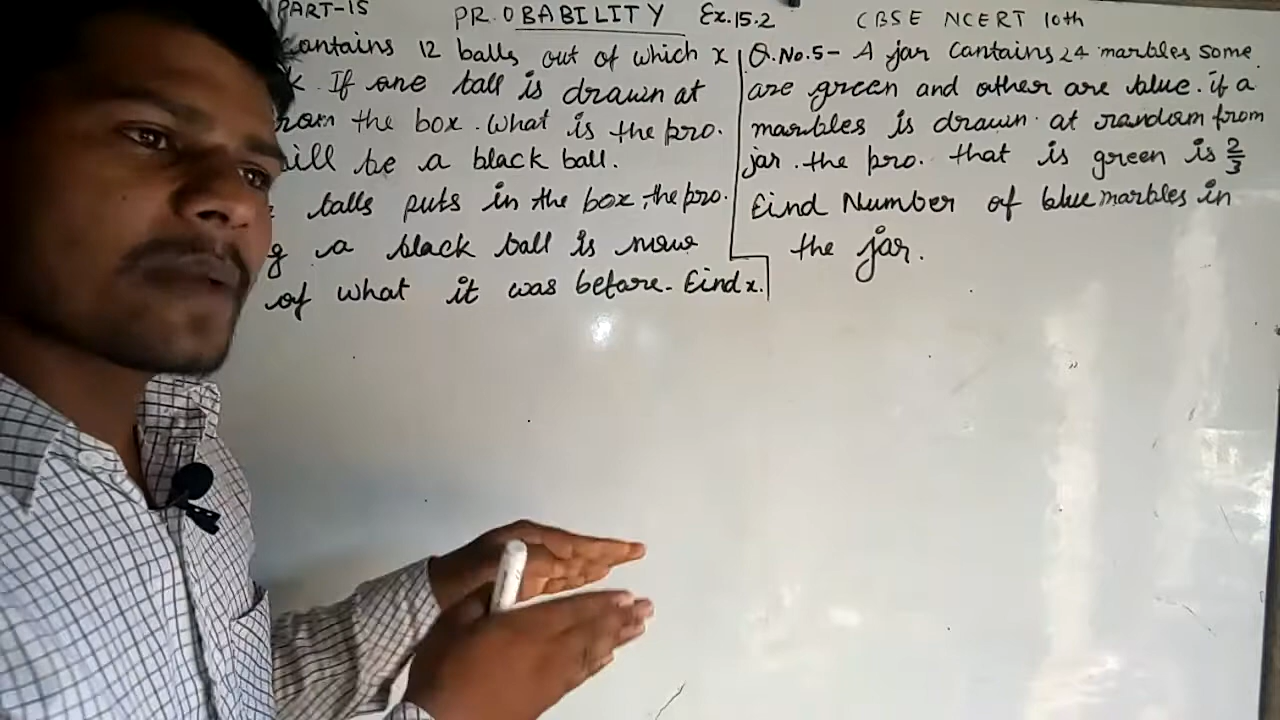 PART-15 PROBABILITY Ex.15.2 CBSE NCERT 10th
contains 12 balls out of which x
k. If one ball is drawn at
rom the box. What is the pro.
will be a black ball.
balls puts in the box, the pro.
g a black ball is now
of what it was before. Find x.
Q.No.5- A jar Contains 24 marbles some
are green and other are blue. if a
marbles is drawn at random from
jar. the pro. that is green is 2/3
Find Number of blue marbles in
the jar.